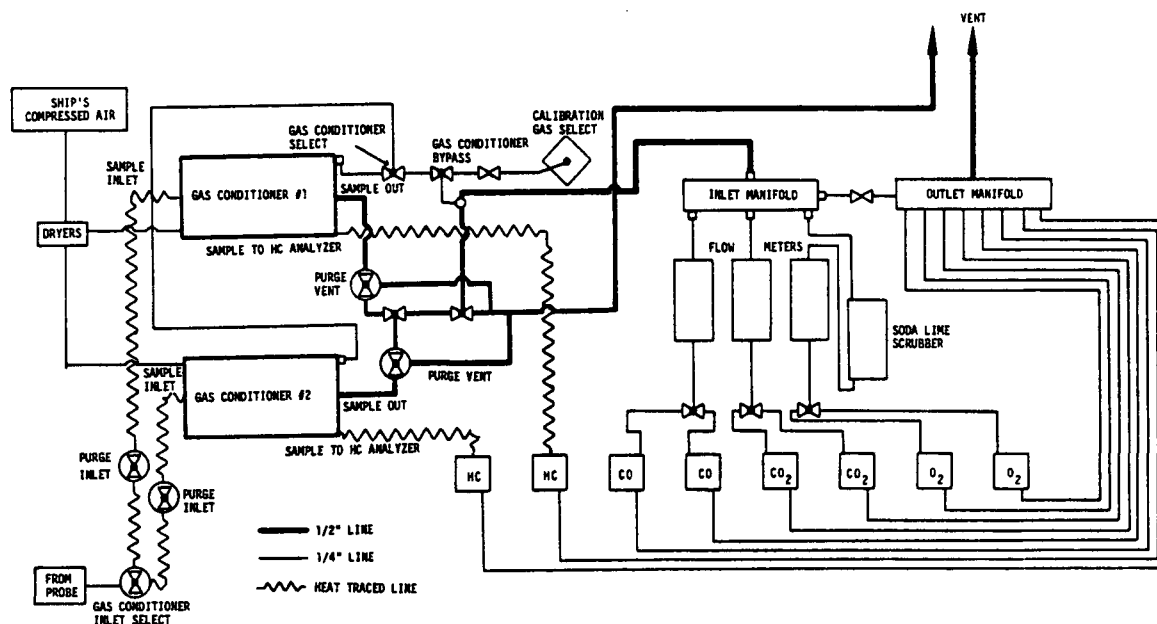 VENT
SHIP'S
COMPRESSED AIR
GAS CONDITIONER
SELECT
GAS CONDITIONER
BYPASS
CALIBRATION
GAS SELECT
SAMPLE
INLET
GAS CONDITIONER #1
SAMPLE OUT
INLET MANIFOLD
OUTLET MANIFOLD
DRYERS
SAMPLE TO HC ANALYZER
FLOW METERS
PURGE
VENT
SODA LIME
SCRUBBER
PURGE VENT
SAMPLE
INLET
GAS CONDITIONER #2
SAMPLE OUT
SAMPLE TO HC ANALYZER
PURGE
INLET
PURGE
INLET
HC
HC
CO
CO
CO2
CO2
O2
O2
1/2" LINE
1/4" LINE
HEAT TRACED LINE
FROM
PROBE
GAS CONDITIONER
INLET SELECT